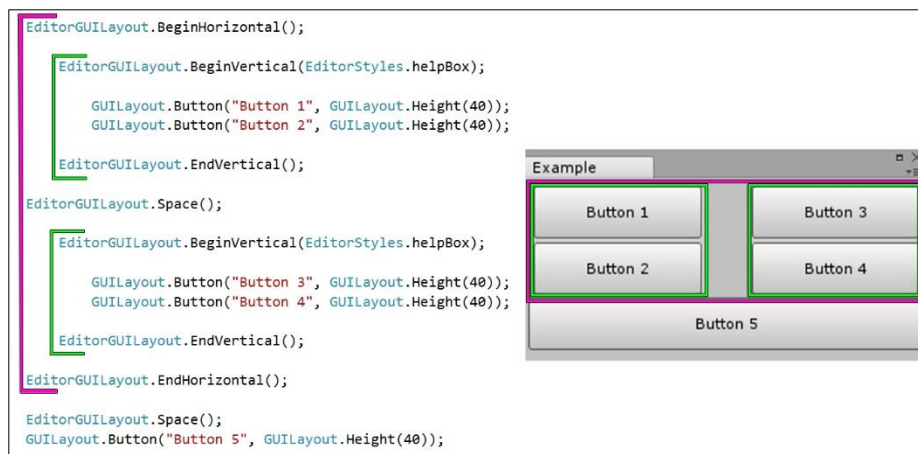 EditorGUILayout.BeginHorizontal();
EditorGUILayout.BeginVertical(EditorStyles.helpBox);
GUILayout.Button("Button 1", GUILayout.Height(40));
GUILayout.Button("Button 2", GUILayout.Height(40));
EditorGUILayout.EndVertical();
EditorGUILayout.Space();
EditorGUILayout.BeginVertical(EditorStyles.helpBox);
GUILayout.Button("Button 3", GUILayout.Height(40));
GUILayout.Button("Button 4", GUILayout.Height(40));
EditorGUILayout.EndVertical();
EditorGUILayout.EndHorizontal();
EditorGUILayout.Space();
GUILayout.Button("Button 5", GUILayout.Height(40));
Example
Button 1
Button 3
Button 2
Button 4
Button 5